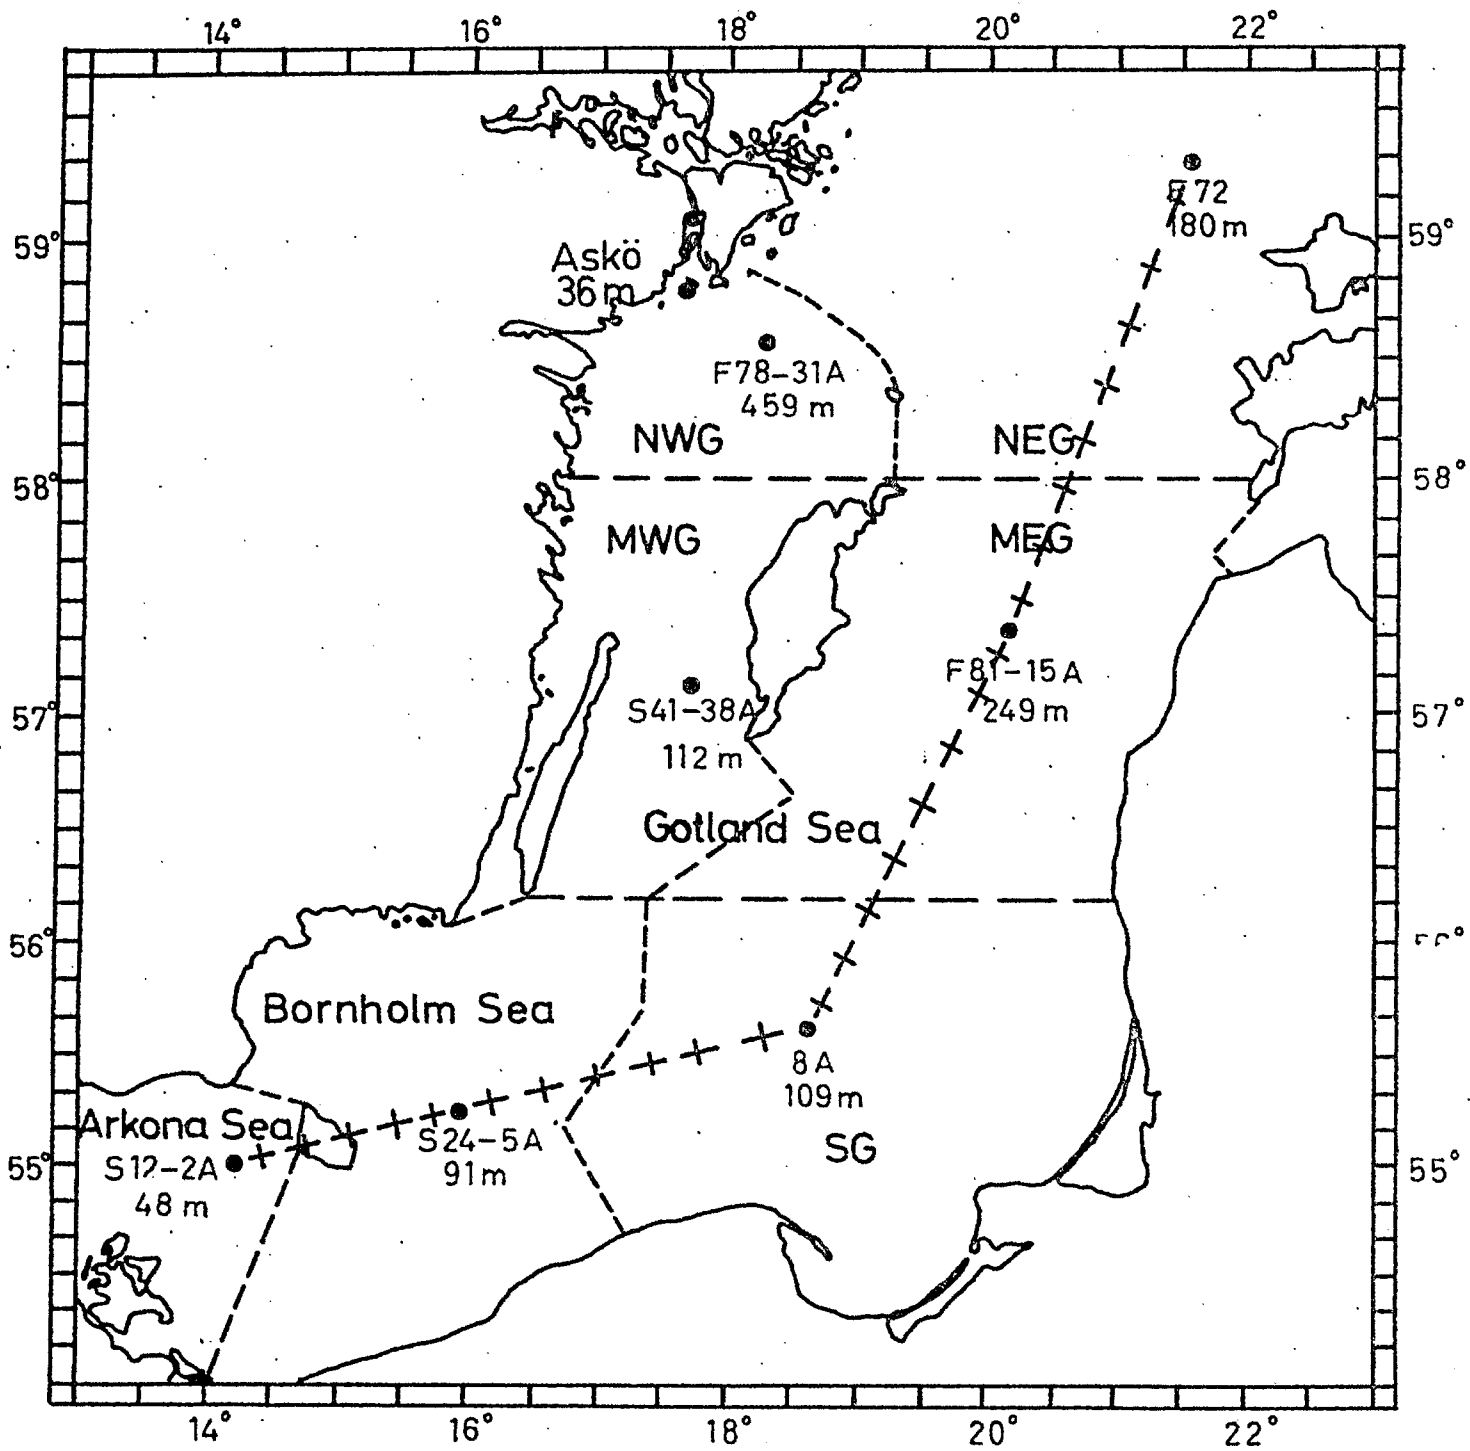 14° 16° 18° 20° 22°
F 72
180 m
59° 59°
Askö
36 m
F78-31A
459 m
NWG NEG
58° 58°
MWG MEG
F81-15A
249 m
S41-38A
57° 57°
112 m
Gotland Sea
56°
Bornholm Sea
8A
109 m
Arkona Sea
S24-5A
SG
55° S12-2A 91 m 55°
48 m
14° 16° 18° 20° 22°